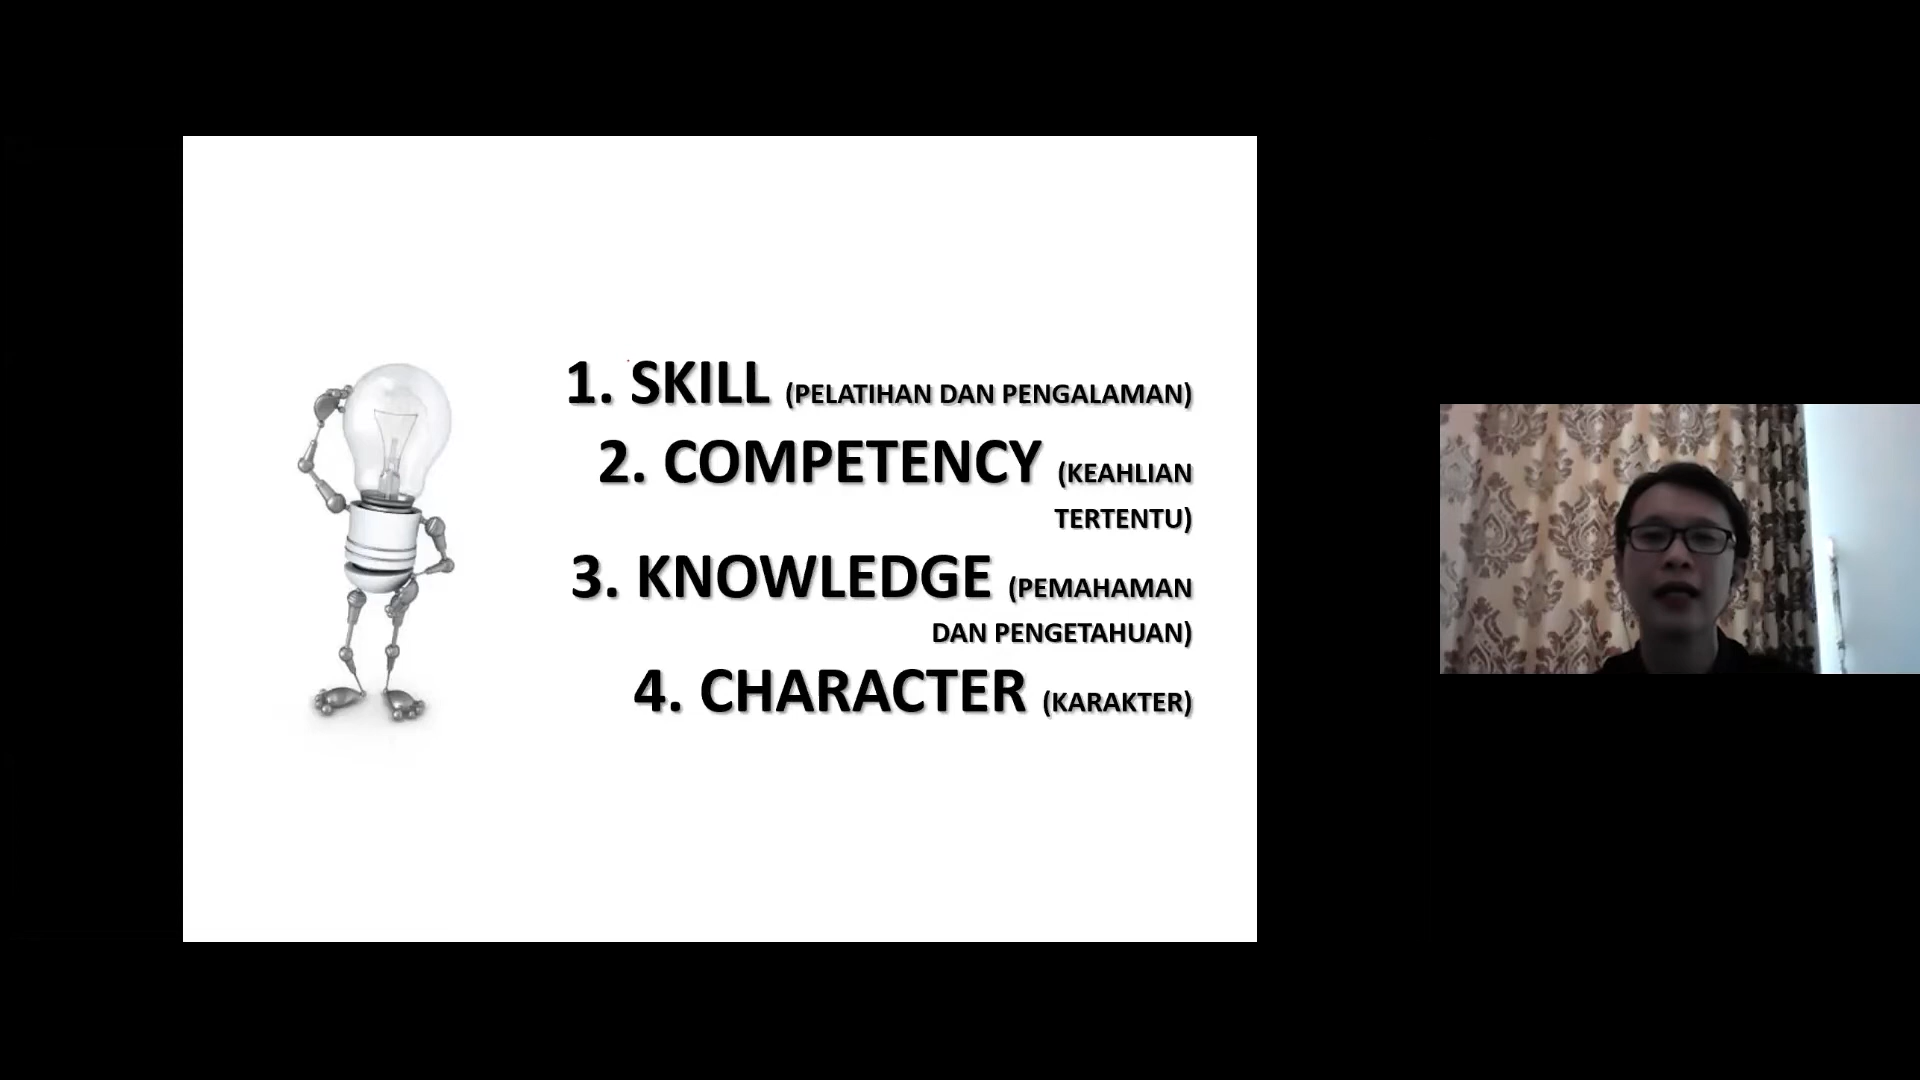 1. SKILL (PELATIHAN DAN PENGALAMAN)
2. COMPETENCY (KEAHLIAN
TERTENTU)
3. KNOWLEDGE (PEMAHAMAN
DAN PENGETAHUAN)
4. CHARACTER (KARAKTER)